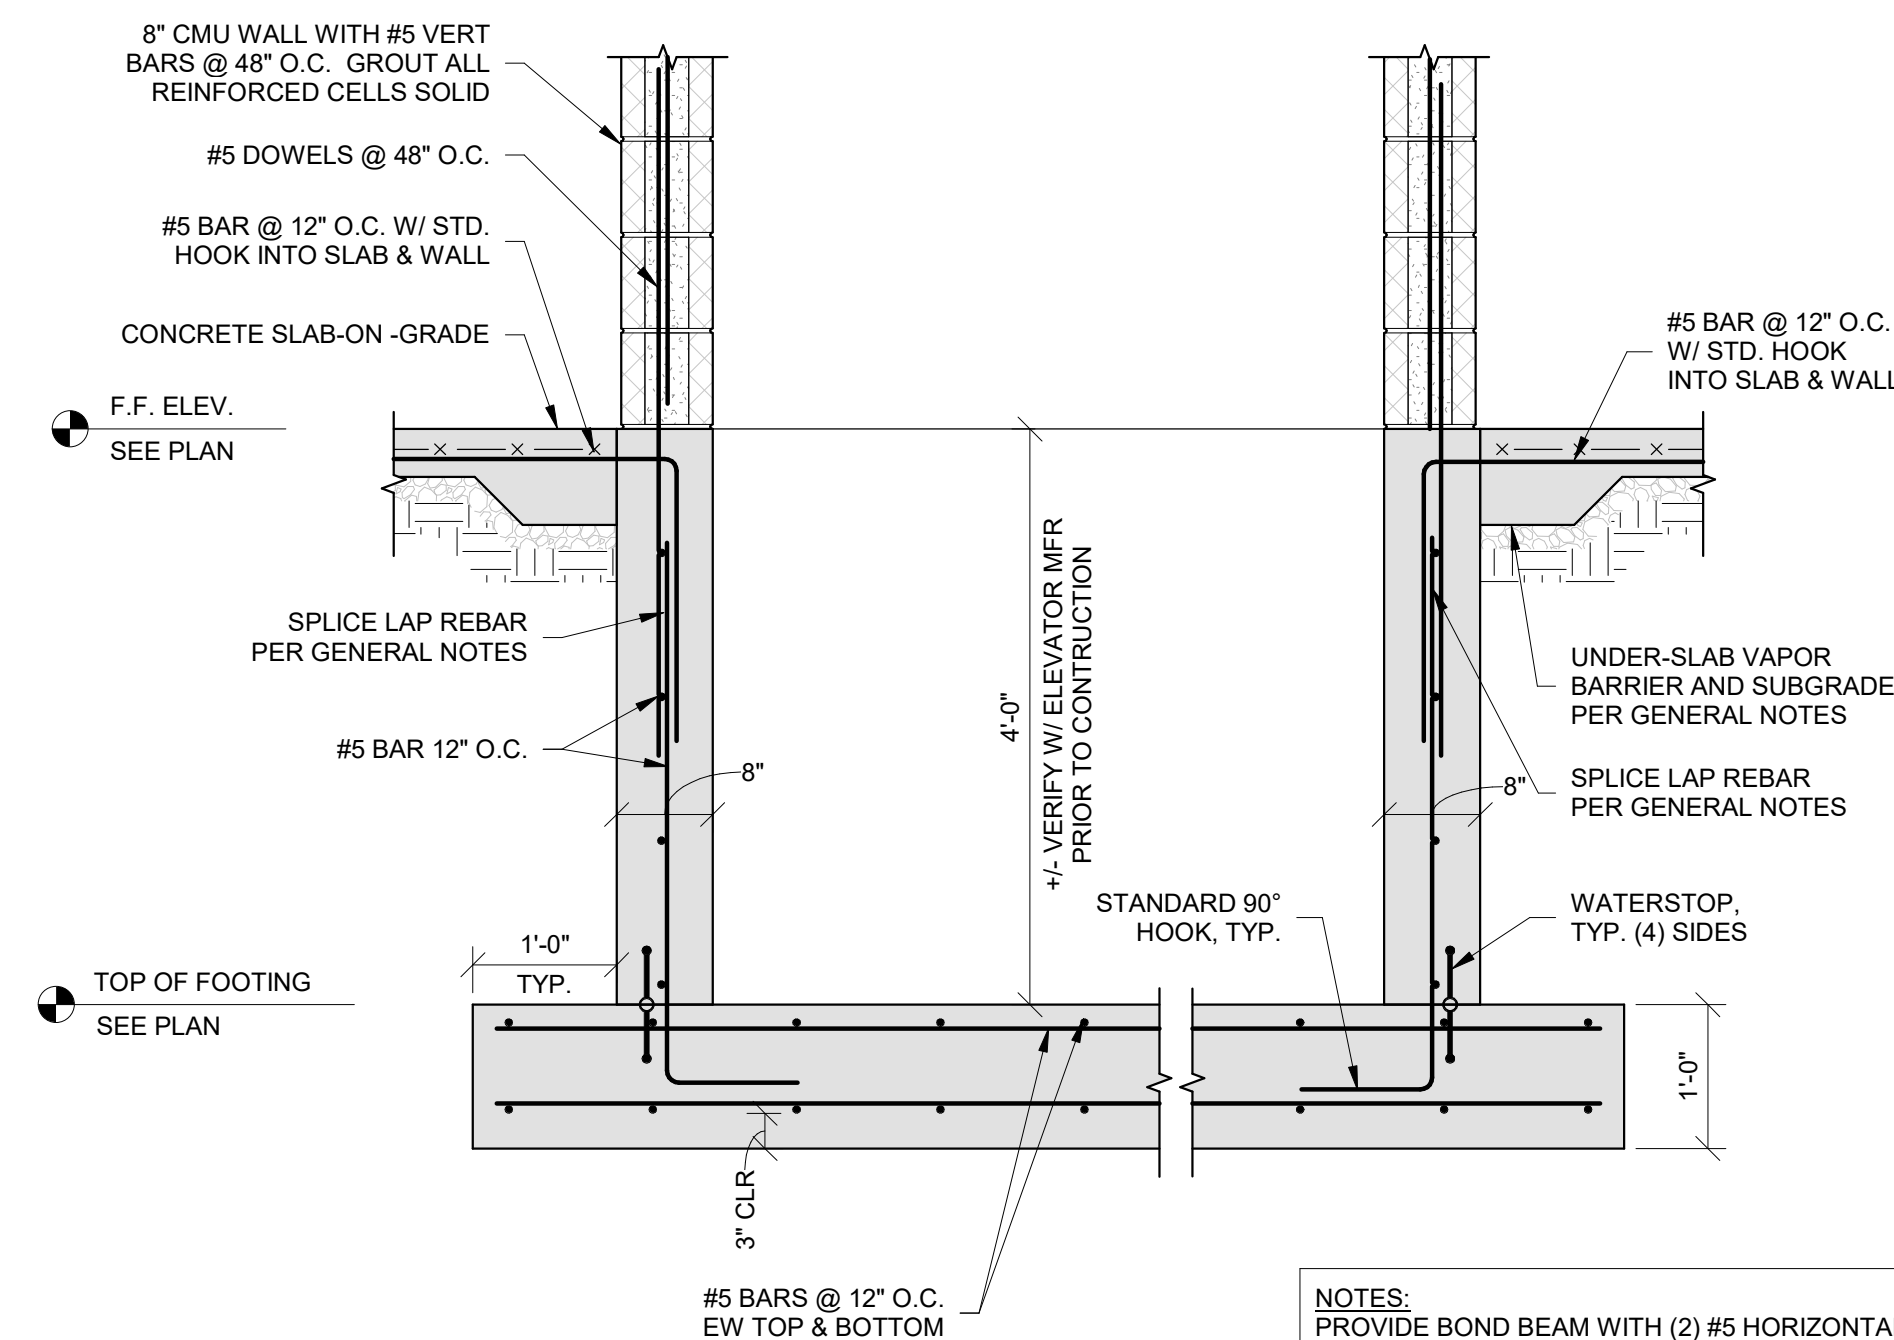 8" CMU WALL WITH #5 VERT
BARS @ 48" O.C. GROUT ALL
REINFORCED CELLS SOLID
#5 DOWELS @ 48" O.C.
#5 BAR @ 12" O.C. W/ STD.
HOOK INTO SLAB & WALL
CONCRETE SLAB-ON -GRADE
F.F. ELEV.
SEE PLAN
#5 BAR @ 12" O.C.
W/ STD. HOOK
INTO SLAB & WALL
SPLICE LAP REBAR
PER GENERAL NOTES
#5 BAR 12" O.C.
8"
4'-0"
+/- VERIFY W/ ELEVATOR MFR
PRIOR TO CONTRUCTION
UNDER-SLAB VAPOR
BARRIER AND SUBGRADE
PER GENERAL NOTES
SPLICE LAP REBAR
PER GENERAL NOTES
8"
STANDARD 90°
HOOK, TYP.
WATERSTOP,
TYP. (4) SIDES
1'-0"
TYP.
TOP OF FOOTING
SEE PLAN
1'-0"
3" CLR
#5 BARS @ 12" O.C.
EW TOP & BOTTOM
NOTES:
PROVIDE BOND BEAM WITH (2) #5 HORIZONTA